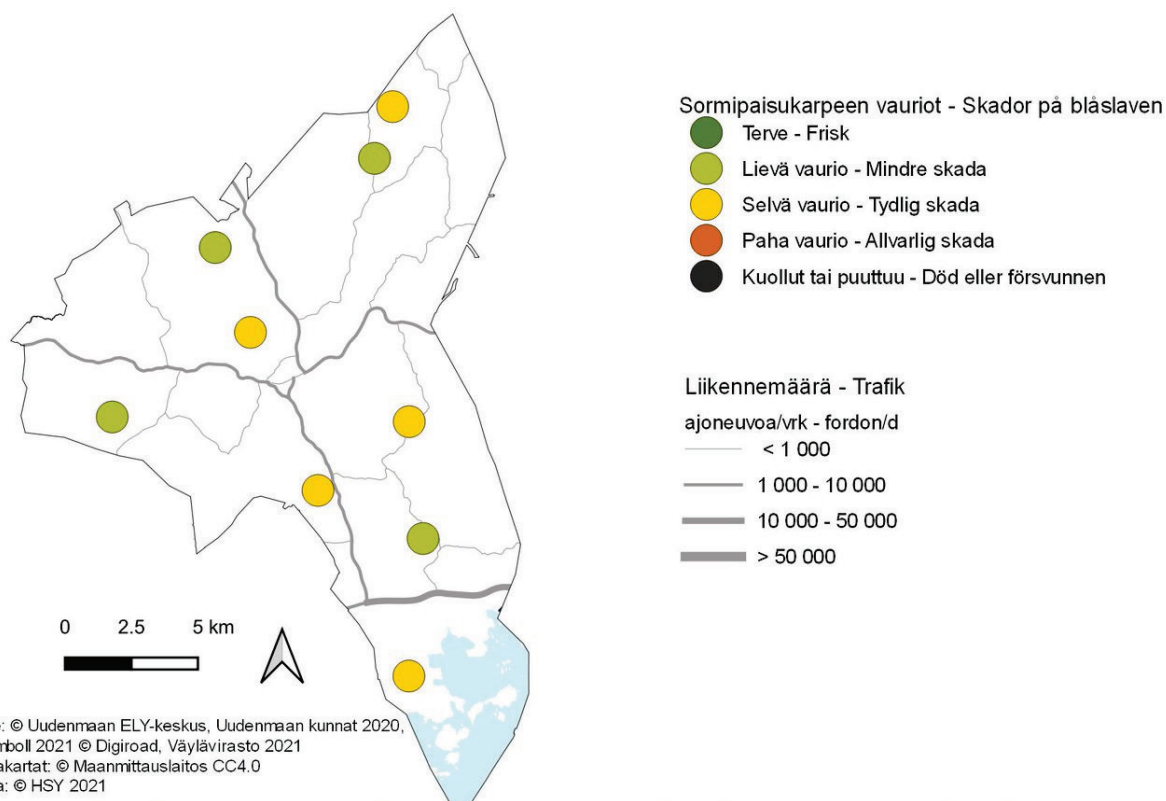 Sormipaisukarpeen vauriot - Skador på blåslaven
Terve - Frisk
Lievä vaurio - Mindre skada
Selvä vaurio - Tydlig skada
Paha vaurio - Allvarlig skada
Kuollut tai puuttuu - Död eller försvunnen
Liikennemäärä - Trafik
ajoneuvoa/vrk - fordon/d
< 1 000
1 000 - 10 000
10 000 - 50 000
> 50 000
0 2.5 5 km
: © Uudenmaan ELY-keskus, Uudenmaan kunnat 2020,
mboll 2021 © Digiroad, Väylävirasto 2021
akartat: © Maanmittauslaitos CC4.0
a: © HSY 2021